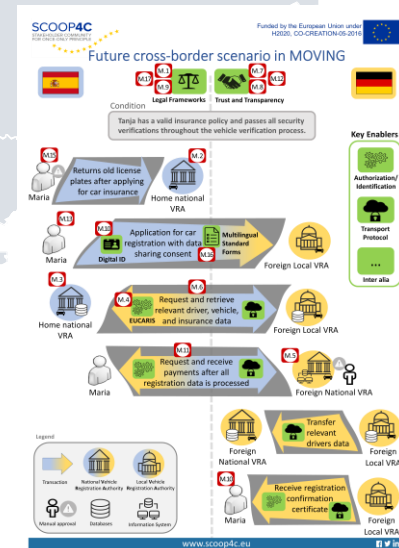 SCOOP4C
STAKEHOLDER COMMUNITY
FOR ONCE-ONLY PRINCIPLE
Funded by the European Union under
H2020, CO-CREATION-05-2016
Future cross-border scenario in MOVING
M.1
M.17
M.9
Legal Frameworks
M.7
M.12
M.8
Trust and Transparency
Condition
Tanja has a valid insurance policy and passes all security
verifications throughout the vehicle verification process.
Key Enablers
Authorization/
Identification
Transport
Protocol
...
Inter alia
M.15
Maria
Returns old license
plates after applying
for car insurance
M.2
Home national
VRA
M.13
Maria
M.10
Digital ID
Application for car
registration with data
sharing consent
M.16
Multilingual
Standard
Forms
Foreign Local VRA
M.3
Home national
VRA
M.4
EUCARIS
M.6
Request and retrieve
relevant driver, vehicle,
and insurance data
Foreign Local VRA
Maria
M.11
Request and receive
payments after all
registration data is processed
M.5
Foreign National VRA
Foreign
National VRA
Transfer
relevant
drivers data
Foreign
Local VRA
M.10
Maria
Receive registration
confirmation
certificate
Foreign
Local VRA
Legend
Transaction
National Vehicle
Registration Authority
Local Vehicle
Registration Authority
Manual approval
Databases
Information System
www.scoop4c.eu